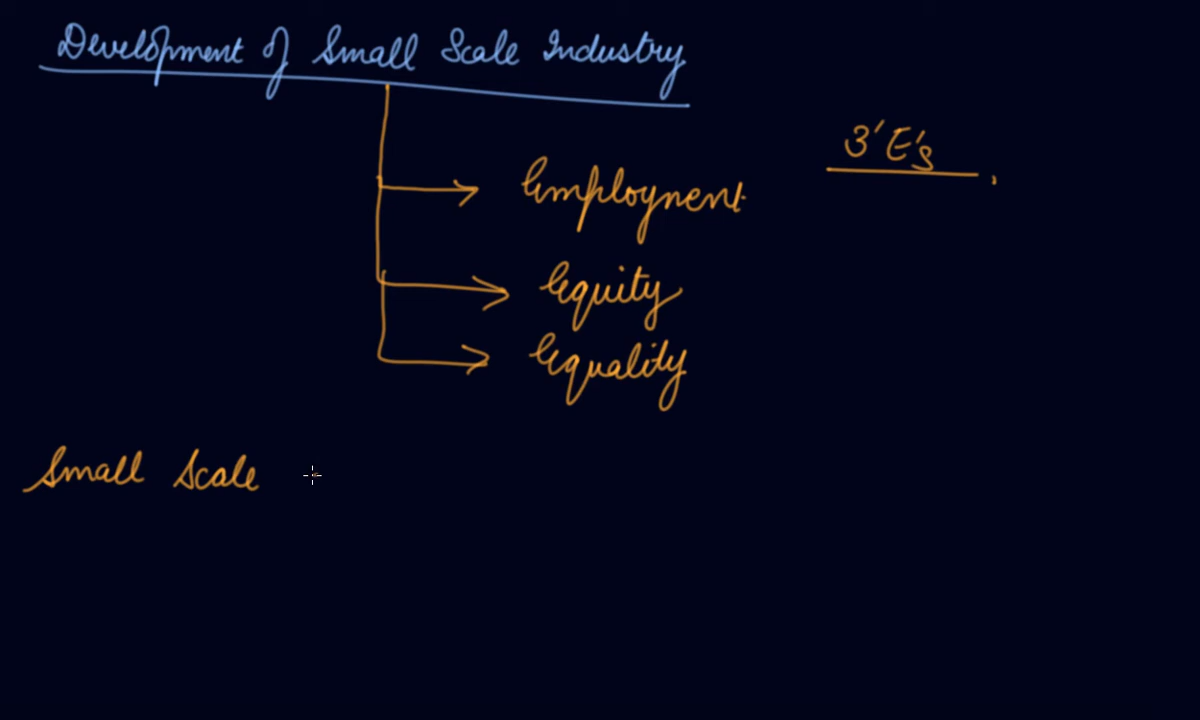 Development of Small Scale Industry
3'E's
Employment
Equity
Equality
Small Scale